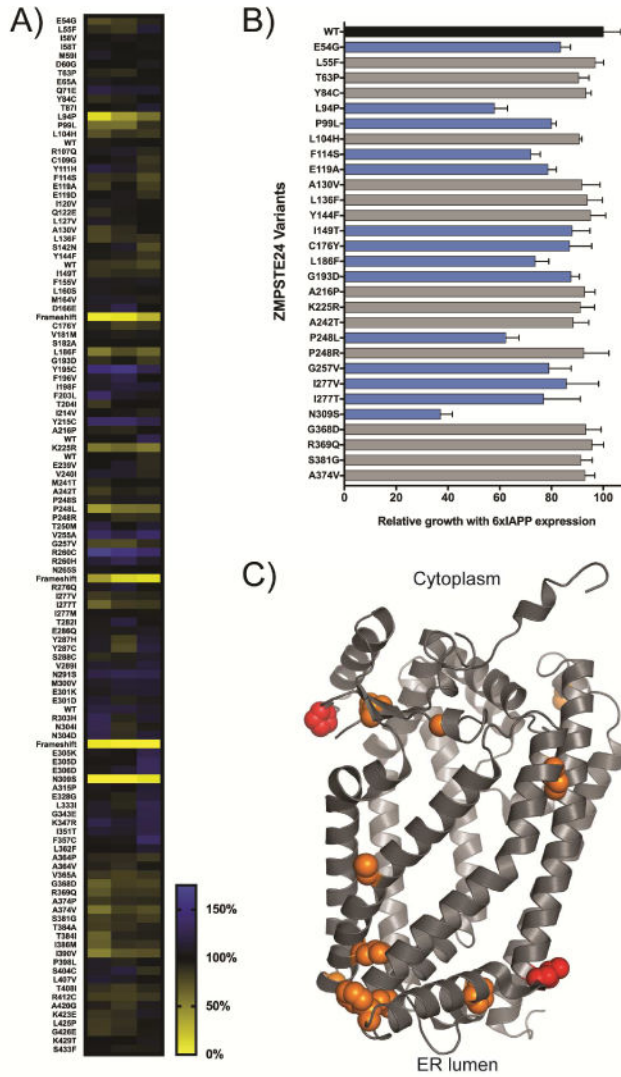 A)
E54G
L55F
I58V
I58T
M59I
D60G
T63P
E65A
Q71E
Y84C
T87I
L94P
P99L
L104H
WT
R107Q
C109G
Y111H
F114S
E119A
E119D
I120V
Q122E
L127V
A130V
L136F
S142N
Y144F
WT
I149T
F155V
L160S
M164V
D166E
Frameshift
C176Y
V181M
S182A
L186F
G193D
Y195C
F196V
I198F
F203L
T204I
I214V
Y215C
A216P
WT
K225R
WT
E239V
V240I
M241T
A242T
P248S
P248L
P248R
T250M
V255A
G257V
R260C
R260H
N265S
Frameshift
R276Q
I277V
I277T
I277M
T282I
E286Q
Y287H
Y287C
S288C
V289I
N291S
M300V
E301K
E301D
WT
R303H
N304I
N304D
Frameshift
E305K
E305D
E306D
N309S
A315P
E328G
L333I
G343E
K347R
I351T
F357C
L362F
A364P
A364V
V365A
G368D
R369Q
A374P
A374V
S381G
T384A
T384I
I386M
I390V
P398L
S404C
L407V
T408I
R412C
A420G
K423E
L425P
G426E
K429T
S433F
150%
100%
50%
0%
B)
ZMPSTE24 Variants
WT
E54G
L55F
T63P
Y84C
L94P
P99L
L104H
F114S
E119A
A130V
L136F
Y144F
I149T
C176Y
L186F
G193D
A216P
K225R
A242T
P248L
P248R
G257V
I277V
I277T
N309S
G368D
R369Q
S381G
A374V
0 20 40 60 80 100
Relative growth with 6xIAPP expression
C)
Cytoplasm
ER lumen